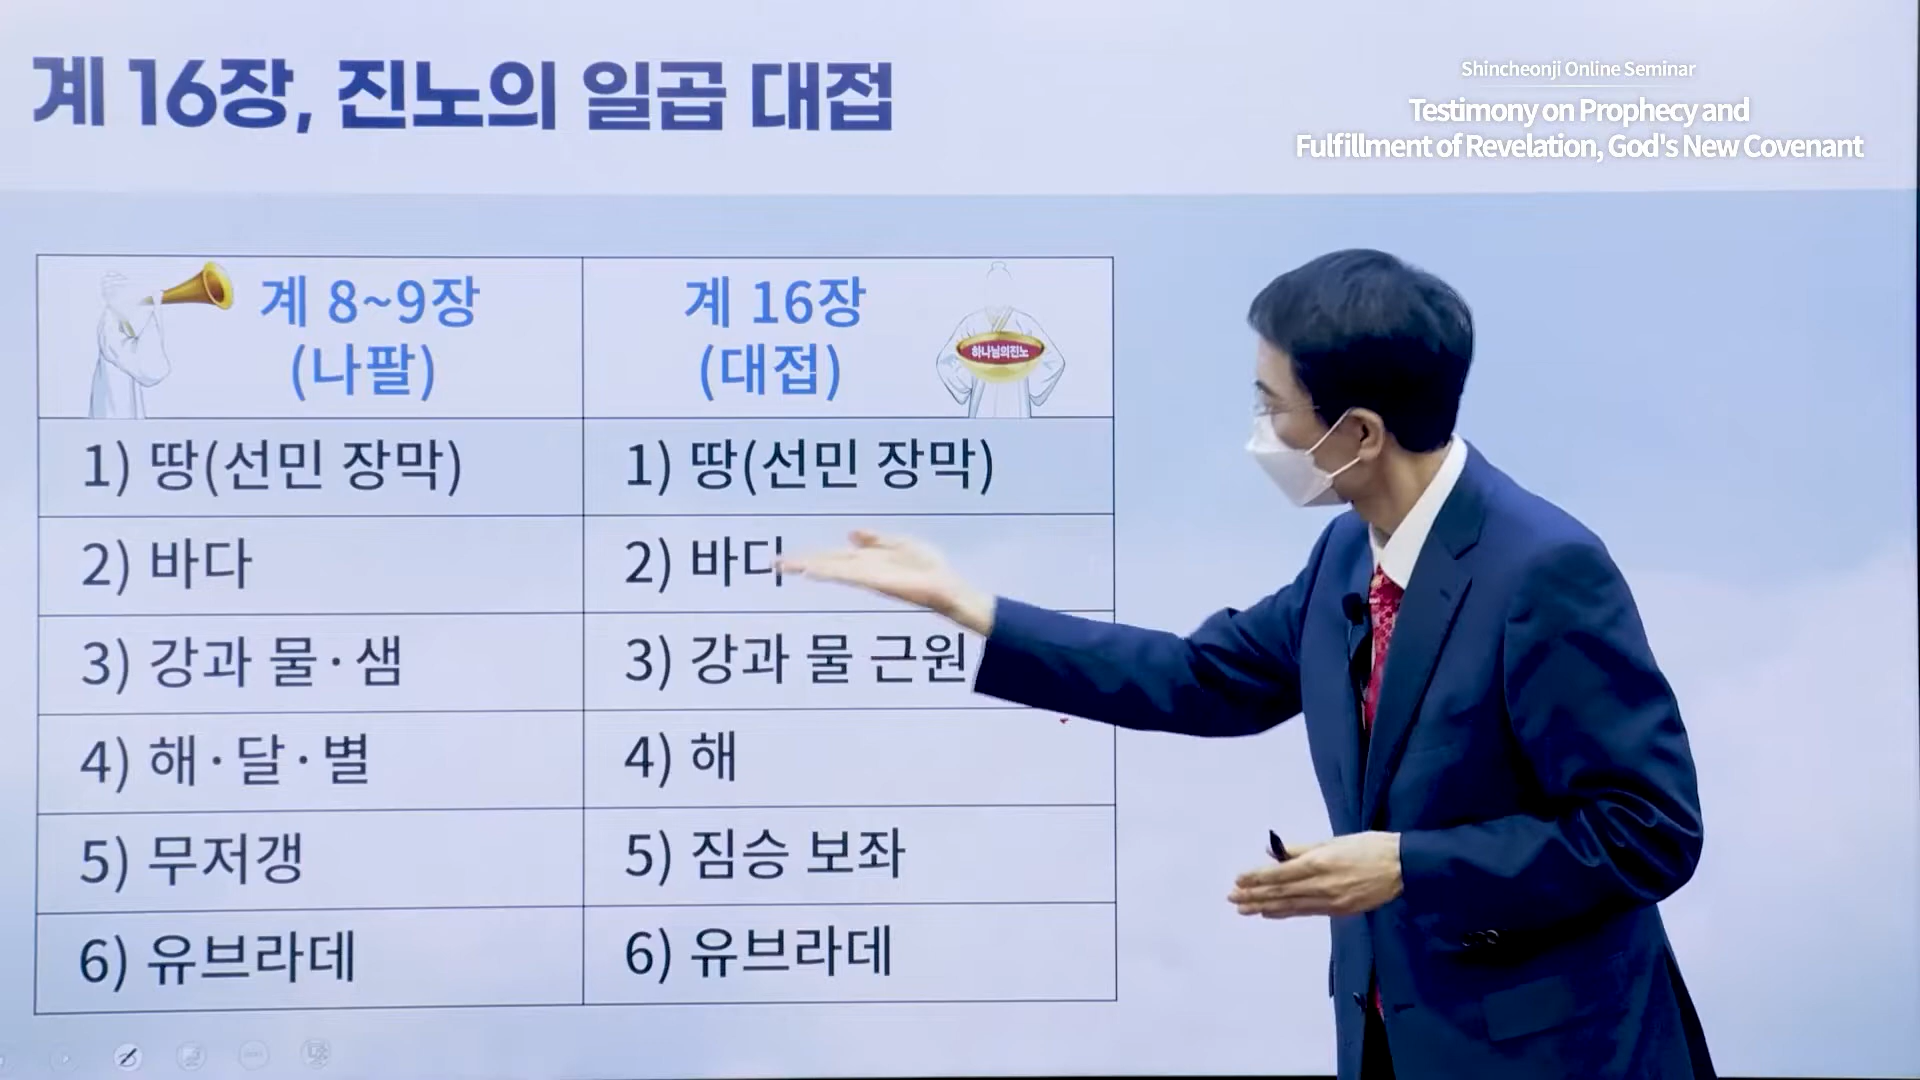 계 16장, 진노의 일곱 대접
Shincheonji Online Seminar
Testimony on Prophecy and
Fulfillment of Revelation, God's New Covenant
계 8~9장
(나팔)
계 16장
(대접)
하나님의진노
1) 땅(선민 장막)
1) 땅(선민 장막)
2) 바다
2) 바다
3) 강과 물·샘
3) 강과 물 근원
4) 해·달·별
4) 해
5) 무저갱
5) 짐승 보좌
6) 유브라데
6) 유브라데